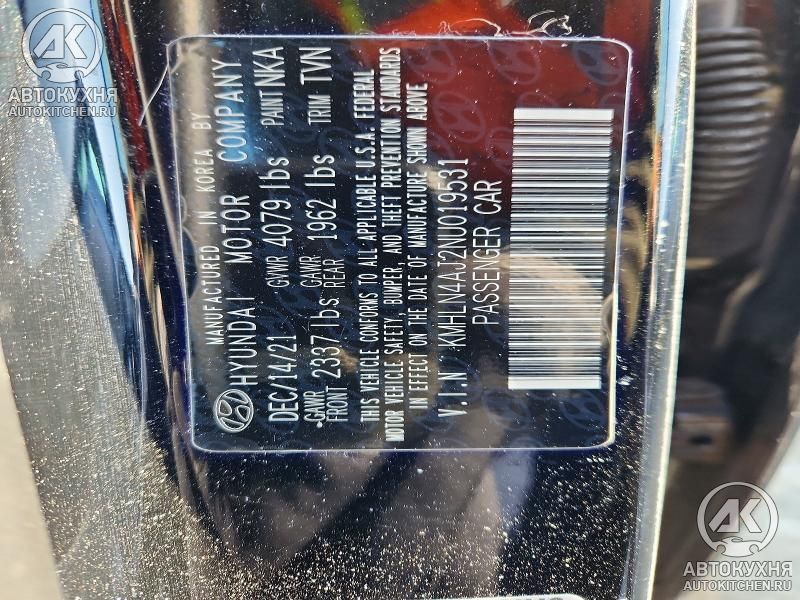 MANUFACTURED IN KOREA BY
HYUNDAI MOTOR COMPANY
DEC/14/21 GVWR 4079 lbs PAINT NKA
GAWR FRONT 2337 lbs GAWR REAR 1962 lbs TRIM TVN
THIS VEHICLE CONFORMS TO ALL APPLICABLE U.S.A. FEDERAL
MOTOR VEHICLE SAFETY, BUMPER, AND THEFT PREVENTION STANDARDS
IN EFFECT ON THE DATE OF MANUFACTURE SHOWN ABOVE
V.I.N KMHLN4AJ2NU019531
PASSENGER CAR
АК
АВТОКУХНЯ
AUTOKITCHEN.RU
АК
АВТОКУХНЯ
AUTOKITCHEN.RU